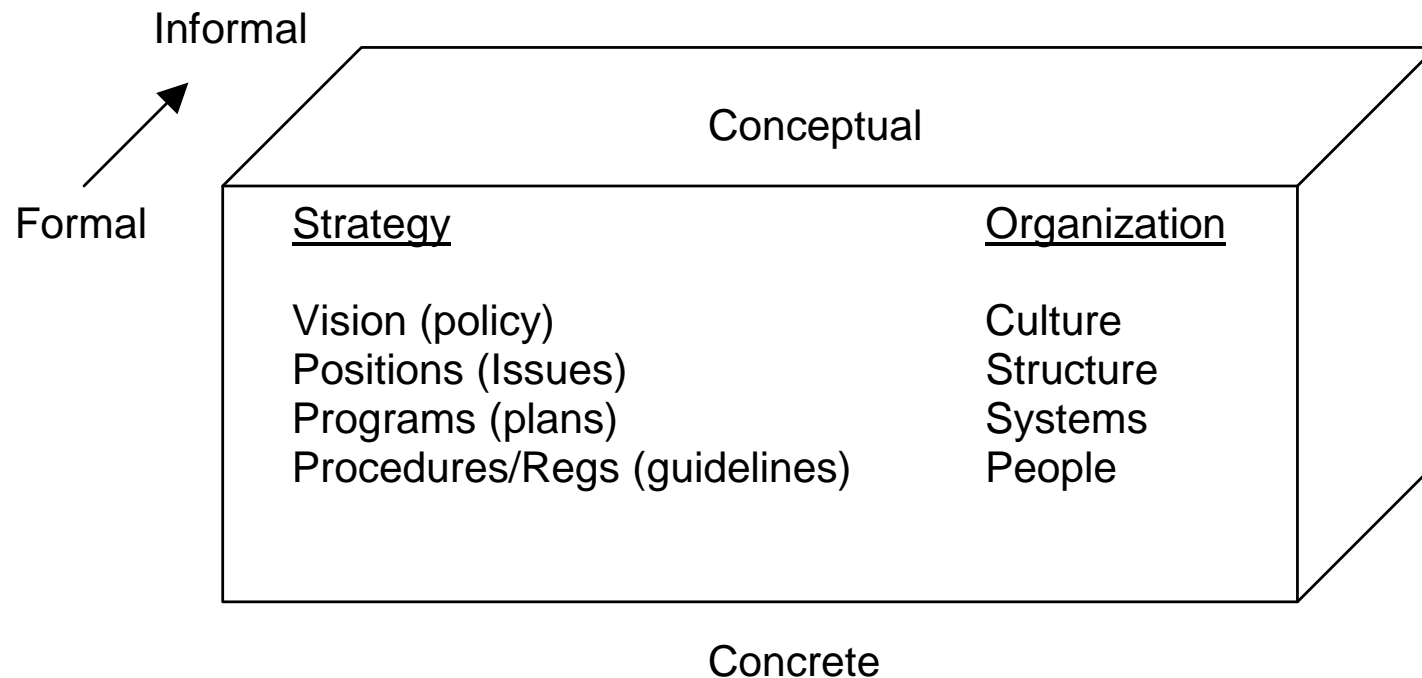 Informal
Conceptual
Formal
Strategy
Organization
Vision (policy)
Culture
Positions (Issues)
Structure
Programs (plans)
Systems
Procedures/Regs (guidelines)
People
Concrete